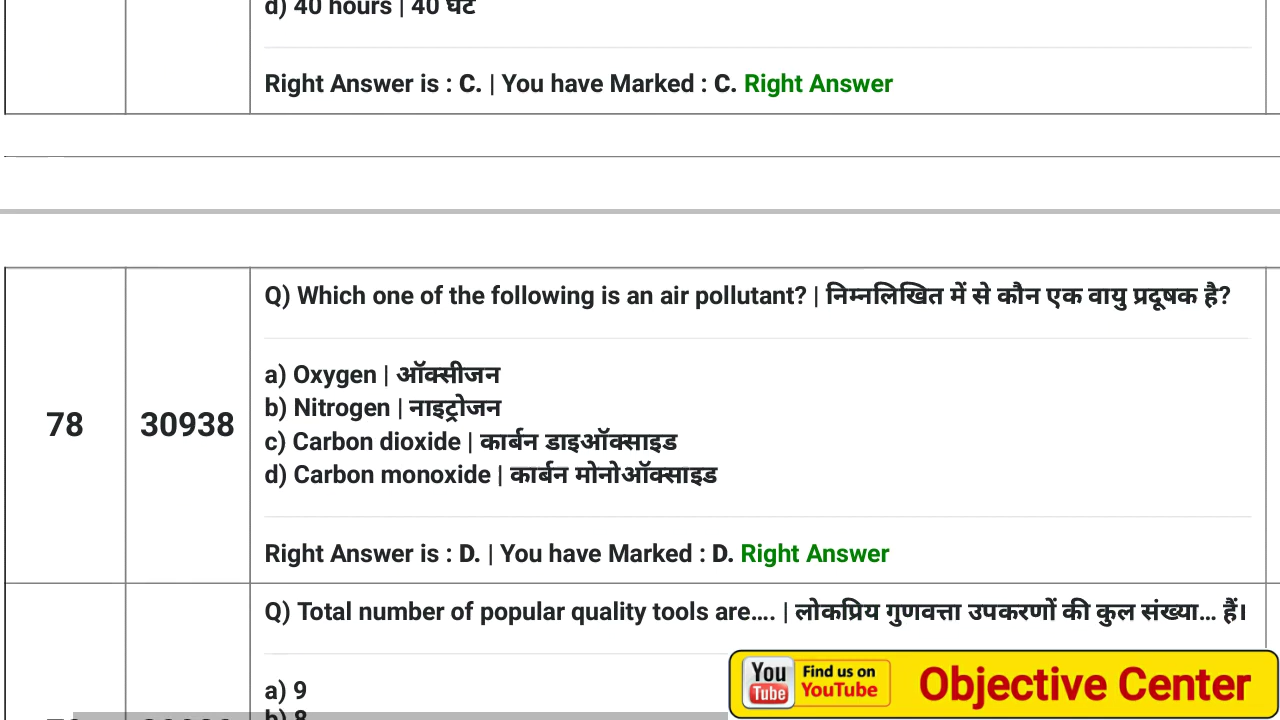 d) 40 hours | 40 घंटे
Right Answer is : C. | You have Marked : C. Right Answer
Q) Which one of the following is an air pollutant? | निम्नलिखित में से कौन एक वायु प्रदूषक है?
a) Oxygen | ऑक्सीजन
b) Nitrogen | नाइट्रोजन
78 30938
c) Carbon dioxide | कार्बन डाइऑक्साइड
d) Carbon monoxide | कार्बन मोनोऑक्साइड
Right Answer is : D. | You have Marked : D. Right Answer
Q) Total number of popular quality tools are…. | लोकप्रिय गुणवत्ता उपकरणों की कुल संख्या… हैं।
a) 9
b) 8
You Tube
Find us on YouTube
Objective Center